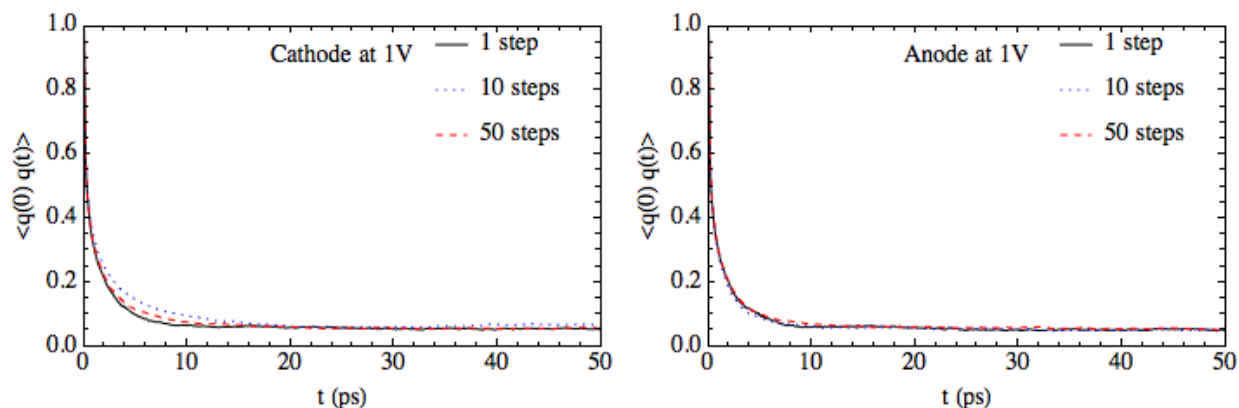 Cathode at 1V
1 step
10 steps
50 steps
<q(0) q(t)>
1.0
0.8
0.6
0.4
0.2
0.0
0 10 20 30 40 50
t (ps)
Anode at 1V
1 step
10 steps
50 steps
<q(0) q(t)>
1.0
0.8
0.6
0.4
0.2
0.0
0 10 20 30 40 50
t (ps)